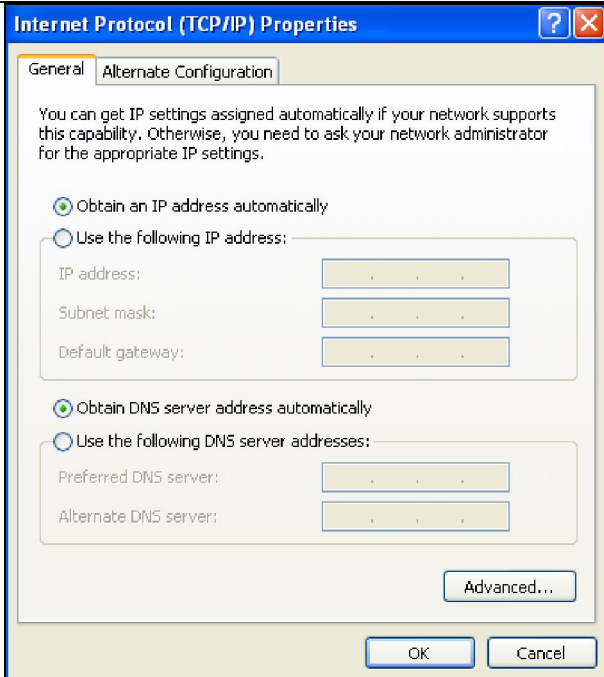 Internet Protocol (TCP/IP) Properties
General
Alternate Configuration
You can get IP settings assigned automatically if your network supports
this capability. Otherwise, you need to ask your network administrator
for the appropriate IP settings.
Obtain an IP address automatically
Use the following IP address:
IP address:
Subnet mask:
Default gateway:
Obtain DNS server address automatically
Use the following DNS server addresses:
Preferred DNS server:
Alternate DNS server:
Advanced...
OK
Cancel